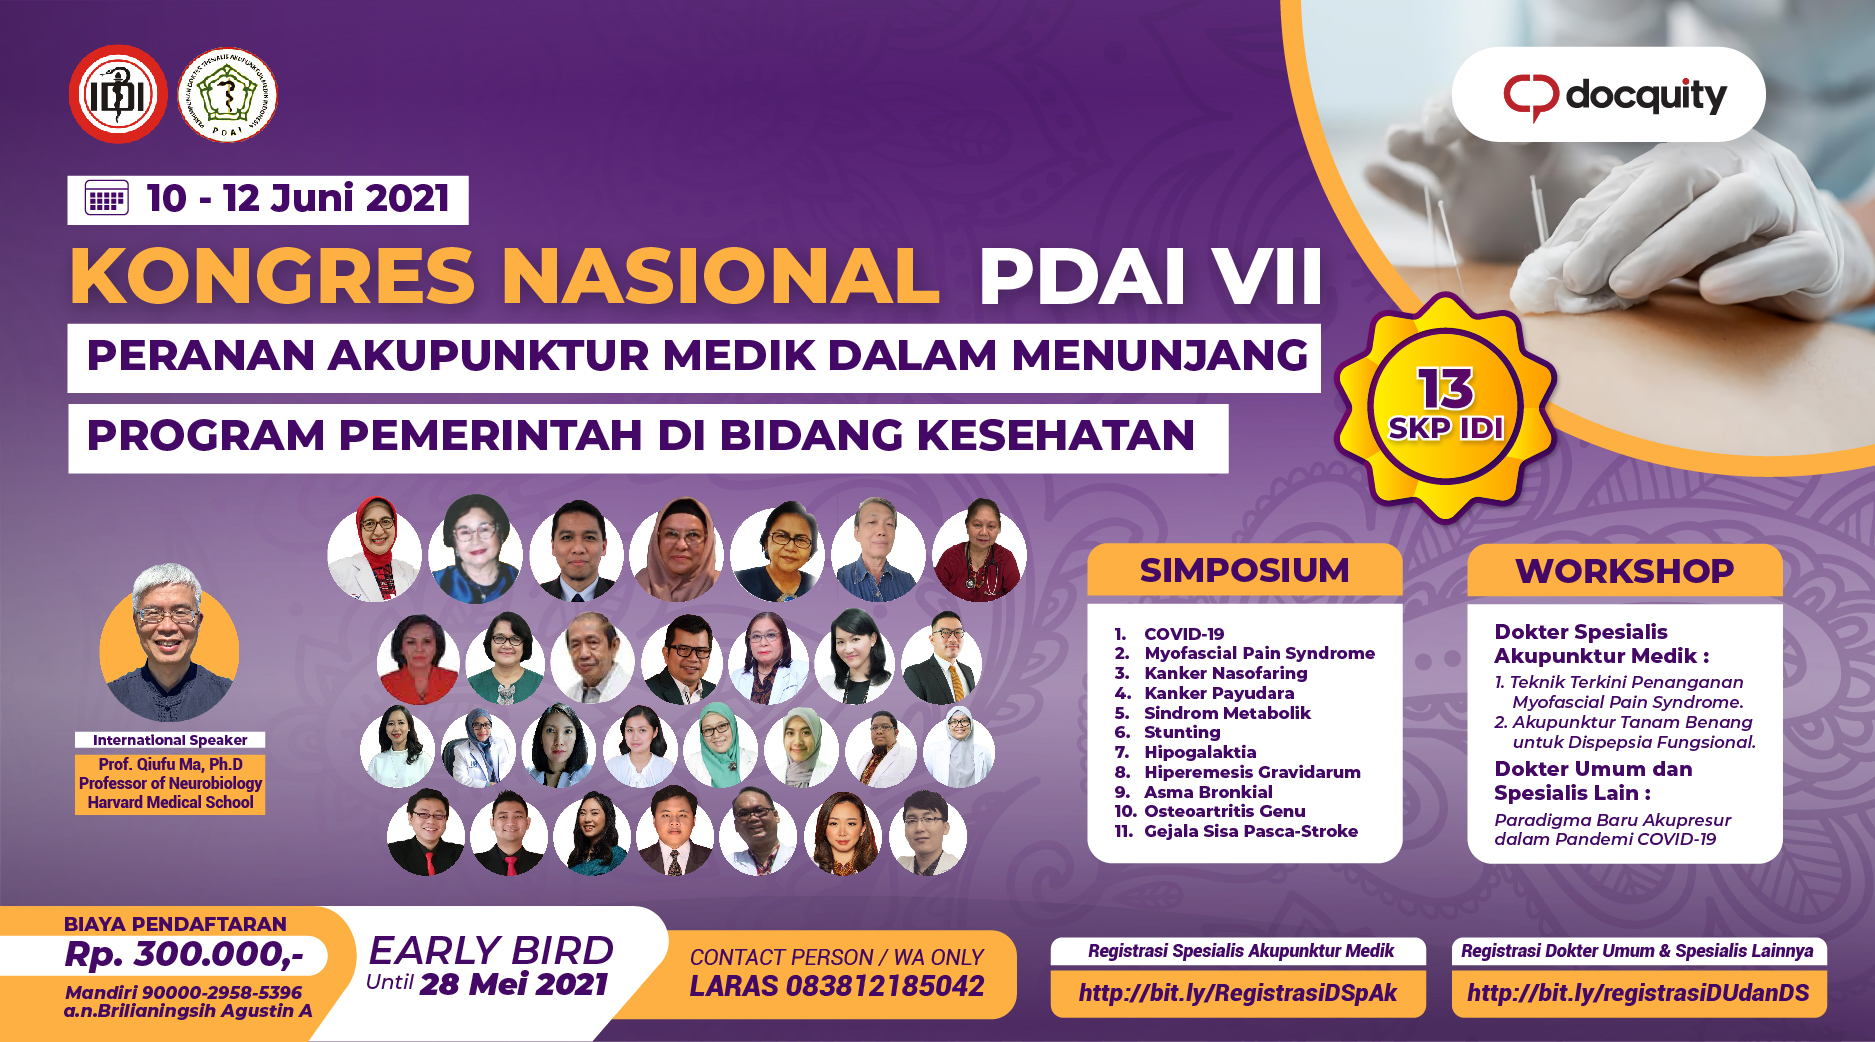 IDI
PERHIMPUNAN DOKTER SPESIALIS AKUPUNKTUR MEDIK INDONESIA
PDAI
docquity
10 - 12 Juni 2021
KONGRES NASIONAL PDAI VII
PERANAN AKUPUNKTUR MEDIK DALAM MENUNJANG
PROGRAM PEMERINTAH DI BIDANG KESEHATAN
13
SKP IDI
International Speaker
Prof. Qiufu Ma, Ph.D
Professor of Neurobiology
Harvard Medical School
SIMPOSIUM
1. COVID-19
2. Myofascial Pain Syndrome
3. Kanker Nasofaring
4. Kanker Payudara
5. Sindrom Metabolik
6. Stunting
7. Hipogalaktia
8. Hiperemesis Gravidarum
9. Asma Bronkial
10. Osteoartritis Genu
11. Gejala Sisa Pasca-Stroke
WORKSHOP
Dokter Spesialis
Akupunktur Medik :
1. Teknik Terkini Penanganan
Myofascial Pain Syndrome.
2. Akupunktur Tanam Benang
untuk Dispepsia Fungsional.
Dokter Umum dan
Spesialis Lain :
Paradigma Baru Akupresur
dalam Pandemi COVID-19
BIAYA PENDAFTARAN
Rp. 300.000,-
Mandiri 90000-2958-5396
a.n.Brilianingsih Agustin A
EARLY BIRD
Until 28 Mei 2021
CONTACT PERSON / WA ONLY
LARAS 083812185042
Registrasi Spesialis Akupunktur Medik
http://bit.ly/RegistrasiDSpAk
Registrasi Dokter Umum & Spesialis Lainnya
http://bit.ly/registrasiDUdanDS